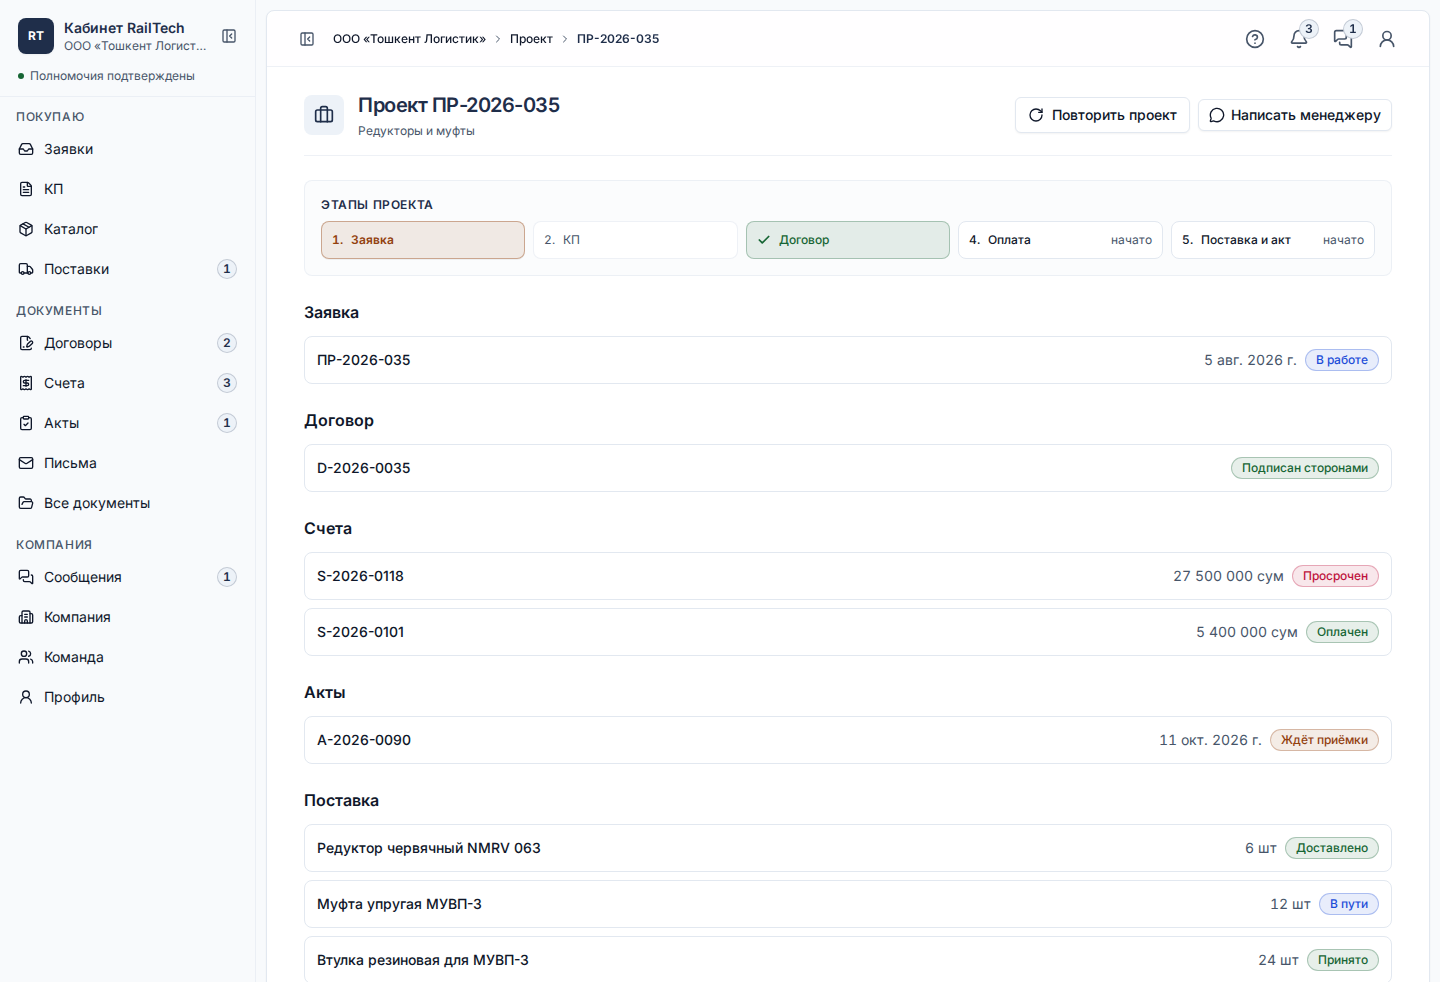 RT
Кабинет RailTech
ООО «Тошкент Логист...
Полномочия подтверждены
ПОКУПАЮ
Заявки
КП
Каталог
Поставки 1
ДОКУМЕНТЫ
Договоры 2
Счета 3
Акты 1
Письма
Все документы
КОМПАНИЯ
Сообщения 1
Компания
Команда
Профиль
ООО «Тошкент Логистик» > Проект > ПР-2026-035
3
1
Проект ПР-2026-035
Редукторы и муфты
Повторить проект
Написать менеджеру
ЭТАПЫ ПРОЕКТА
1. Заявка
2. КП
Договор
4. Оплата начато
5. Поставка и акт начато
Заявка
ПР-2026-035 5 авг. 2026 г. В работе
Договор
D-2026-0035 Подписан сторонами
Счета
S-2026-0118 27 500 000 сум Просрочен
S-2026-0101 5 400 000 сум Оплачен
Акты
A-2026-0090 11 окт. 2026 г. Ждёт приёмки
Поставка
Редуктор червячный NMRV 063 6 шт Доставлено
Муфта упругая МУВП-3 12 шт В пути
Втулка резиновая для МУВП-3 24 шт Принято